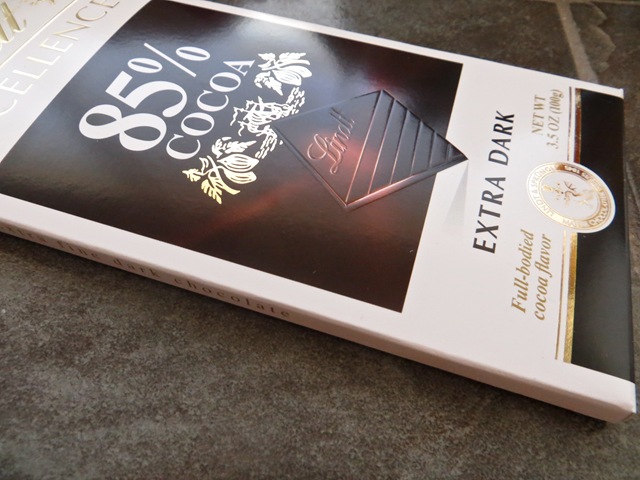 CELLENCE
85%
COCOA
Lindt
EXTRA DARK
NET WT
3.5 OZ. (100g)
Full-bodied
cocoa flavor
fine dark chocolate